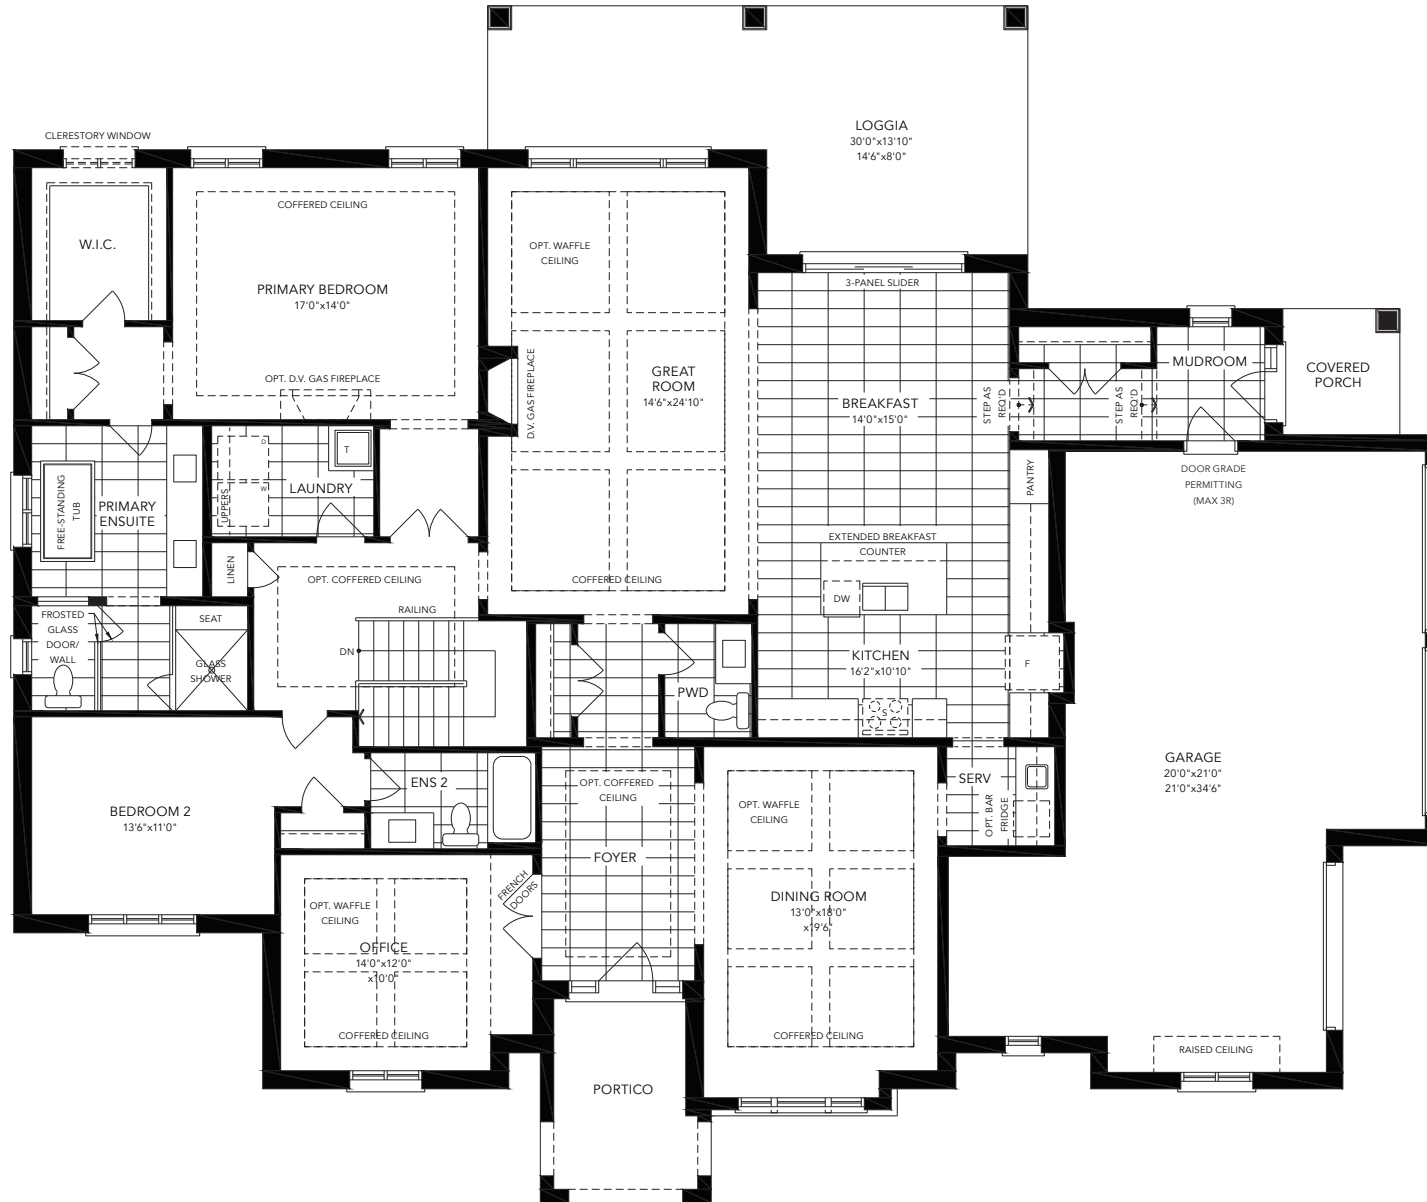 LOGGIA
30'0"x13'10"
14'6"x8'0"
CLERESTORY WINDOW
W.I.C.
COFFERED CEILING
PRIMARY BEDROOM
17'0"x14'0"
OPT. D.V. GAS FIREPLACE
OPT. WAFFLE
CEILING
D.V. GAS FIREPLACE
GREAT
ROOM
14'6"x24'10"
COFFERED CEILING
3-PANEL SLIDER
BREAKFAST
14'0"x15'0"
STEP AS
REQ'D
STEP AS
REQ'D
MUDROOM
COVERED
PORCH
DOOR GRADE
PERMITTING
(MAX 3R)
PANTRY
FREE-STANDING
TUB
PRIMARY
ENSUITE
UPPERS
D
W
T
LAUNDRY
LINEN
OPT. COFFERED CEILING
RAILING
DN
EXTENDED BREAKFAST
COUNTER
DW
KITCHEN
16'2"x10'10"
F
S
FROSTED
GLASS
DOOR/
WALL
SEAT
GLASS
SHOWER
PWD
SERV
OPT. BAR
FRIDGE
GARAGE
20'0"x21'0"
21'0"x34'6"
BEDROOM 2
13'6"x11'0"
ENS 2
OPT. COFFERED
CEILING
FOYER
OPT. WAFFLE
CEILING
DINING ROOM
13'0"x18'0"
x19'6"
COFFERED CEILING
FRENCH
DOORS
OPT. WAFFLE
CEILING
OFFICE
14'0"x12'0"
x10'0"
COFFERED CEILING
PORTICO
RAISED CEILING